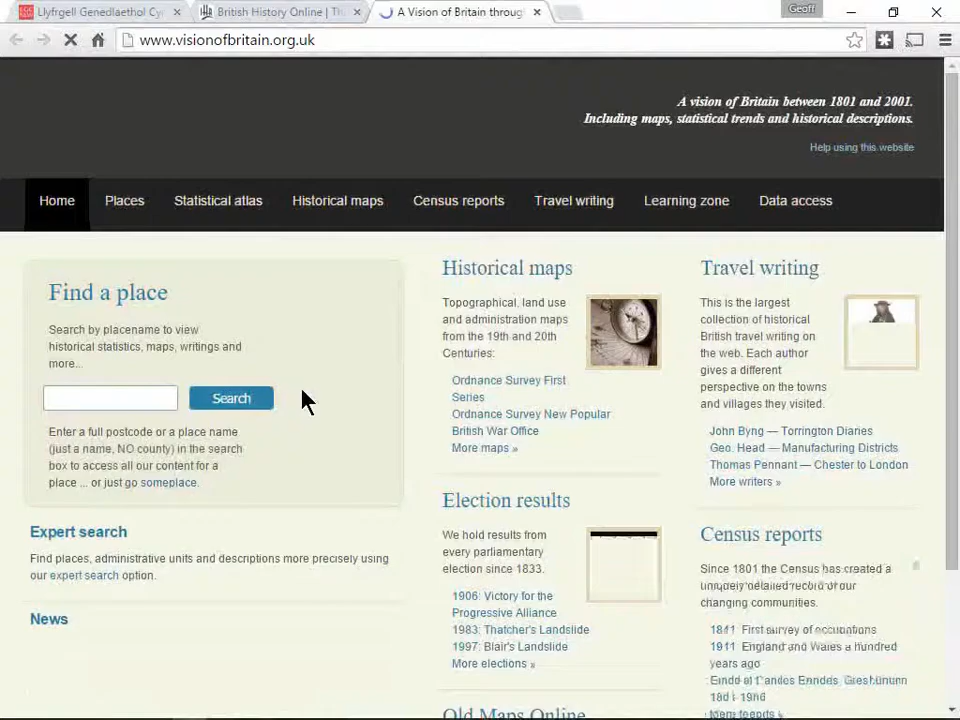 Llyfrgell Genedlaethol Cy
British History Online | Th
A Vision of Britain throug
Geoff
www.visionofbritain.org.uk
A vision of Britain between 1801 and 2001.
Including maps, statistical trends and historical descriptions.
Help using this website
Home Places Statistical atlas Historical maps Census reports Travel writing Learning zone Data access
Find a place
Search by placename to view
historical statistics, maps, writings and
more...
Search
Enter a full postcode or a place name
(just a name, NO county) in the search
box to access all our content for a
place ... or just go someplace.
Expert search
Find places, administrative units and descriptions more precisely using
our expert search option.
News
Historical maps
Topographical, land use
and administration maps
from the 19th and 20th
Centuries:
Ordnance Survey First
Series
Ordnance Survey New Popular
British War Office
More maps »
Election results
We hold results from
every parliamentary
election since 1833.
1906: Victory for the
Progressive Alliance
1983: Thatcher's Landslide
1997: Blair's Landslide
More elections »
Old Maps Online
Travel writing
This is the largest
collection of historical
British travel writing on
the web. Each author
gives a different
perspective on the towns
and villages they visited.
John Byng — Torrington Diaries
Geo. Head — Manufacturing Districts
Thomas Pennant — Chester to London
More writers »
Census reports
Since 1801 the Census has created a
uniquely detailed record of our
changing communities.
1841: First survey of occupations
1911: England and Wales a hundred
years ago